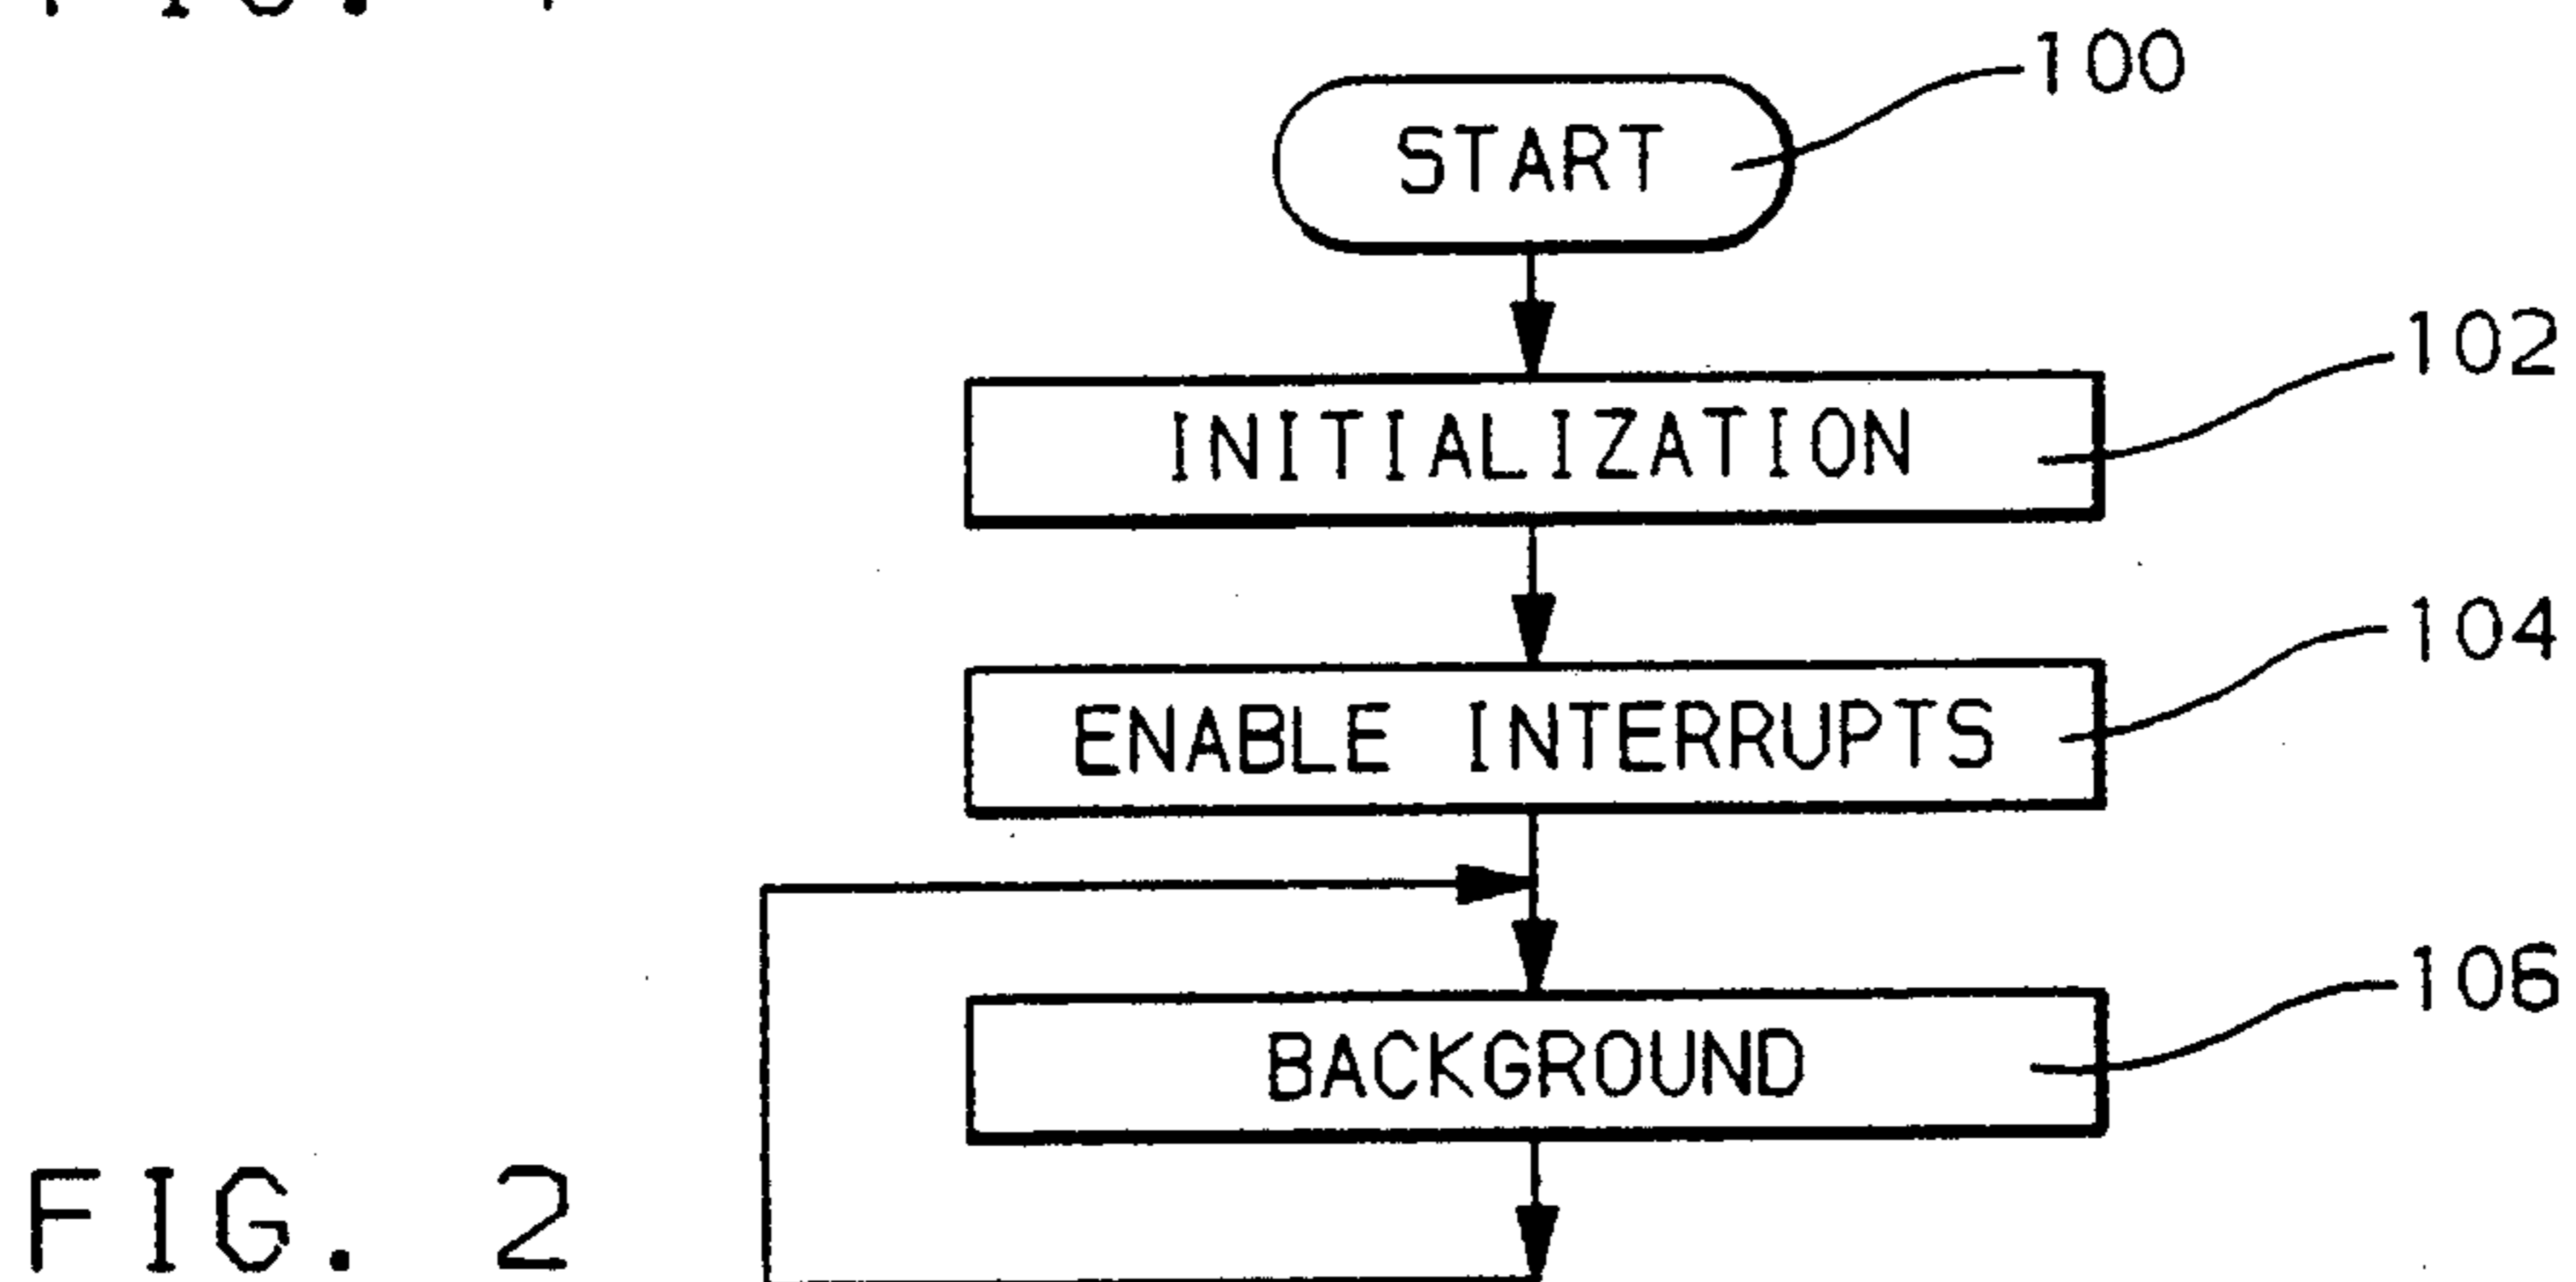 START
100
INITIALIZATION
102
ENABLE INTERRUPTS
104
BACKGROUND
106
FIG. 2